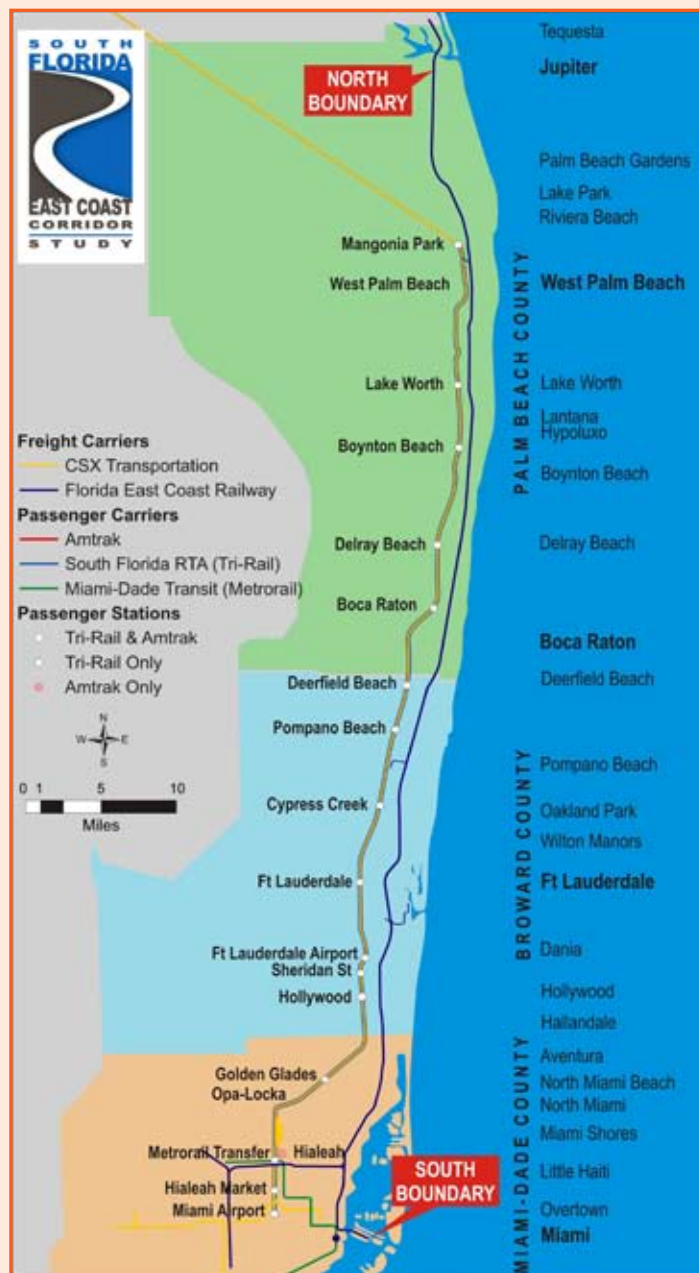 SOUTH
FLORIDA
EAST COAST
CORRIDOR
STUDY
NORTH
BOUNDARY
Tequesta
Jupiter
Palm Beach Gardens
Lake Park
Riviera Beach
Mangonia Park
West Palm Beach
West Palm Beach
PALM BEACH COUNTY
Lake Worth
Lake Worth
Lantana
Hypoluxo
Boynton Beach
Boynton Beach
Delray Beach
Delray Beach
Boca Raton
Boca Raton
Freight Carriers
CSX Transportation
Florida East Coast Railway
Passenger Carriers
Amtrak
South Florida RTA (Tri-Rail)
Miami-Dade Transit (Metrorail)
Passenger Stations
Tri-Rail & Amtrak
Tri-Rail Only
Amtrak Only
N
W E
S
0 1 5 10
Miles
Deerfield Beach
Deerfield Beach
Pompano Beach
Pompano Beach
BROWARD COUNTY
Cypress Creek
Oakland Park
Wilton Manors
Ft Lauderdale
Ft Lauderdale
Ft Lauderdale Airport
Dania
Sheridan St
Hollywood
Hollywood
Hallandale
MIAMI-DADE COUNTY
Aventura
Golden Glades
North Miami Beach
Opa-Locka
North Miami
Miami Shores
Metrorail Transfer
Hialeah
Little Haiti
SOUTH
BOUNDARY
Hialeah Market
Miami Airport
Overtown
Miami